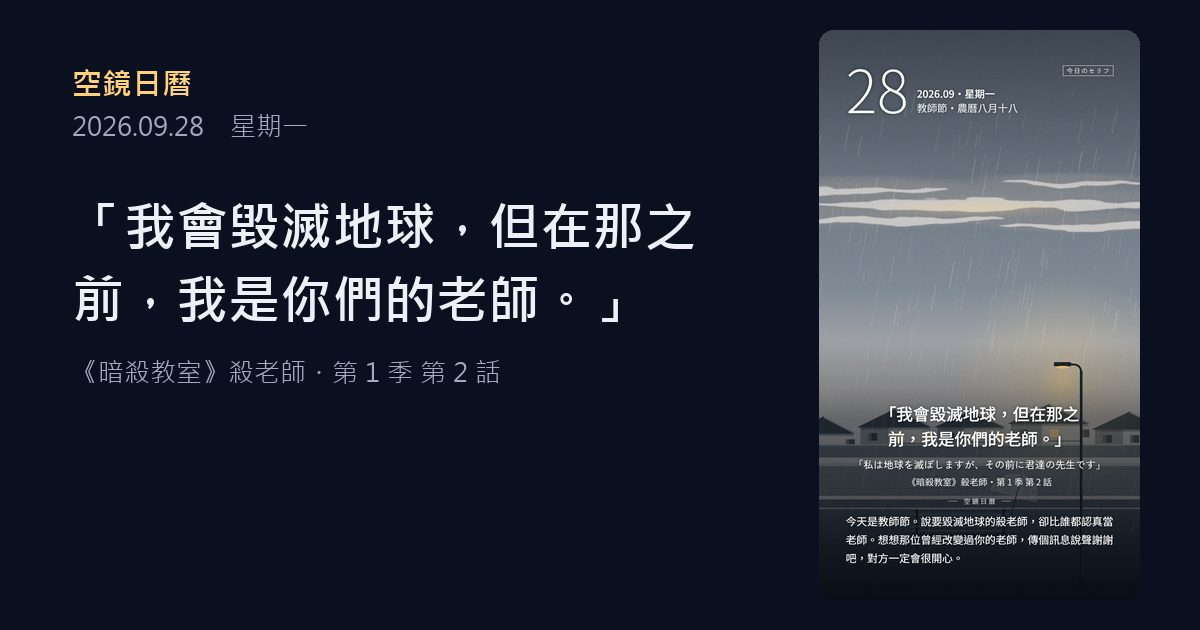 空鏡日曆
2026.09.28 星期一
「我會毀滅地球，但在那之
前，我是你們的老師。」
《暗殺教室》殺老師・第 1 季 第 2 話
28
2026.09・星期一
教師節・農曆八月十八
今日のセリフ
「我會毀滅地球，但在那之
前，我是你們的老師。」
「私は地球を滅ぼしますが、その前に君達の先生です」
《暗殺教室》殺老師・第 1 季 第 2 話
— 空鏡日曆 —
今天是教師節。說要毀滅地球的殺老師，卻比誰都認真當
老師。想想那位曾經改變過你的老師，傳個訊息說聲謝謝
吧，對方一定會很開心。